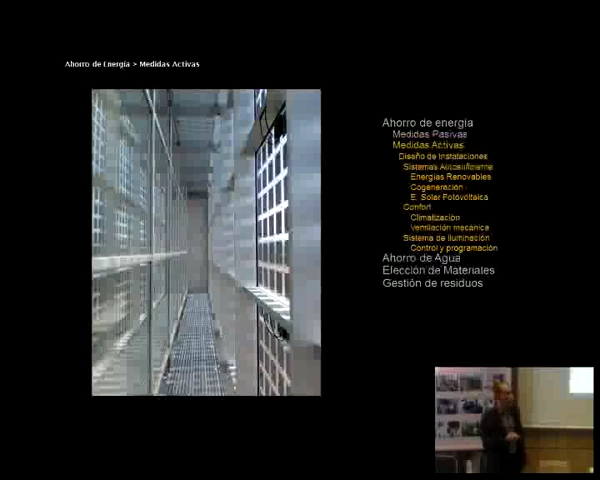 Ahorro de Energía > Medidas Activas
Ahorro de energía
Medidas Pasivas
Medidas Activas
Diseño de Instalaciones
Sistemas Autosuficiente
Energías Renovables
Cogeneración
E. Solar Fotovoltaica
Confort
Climatización
Ventilación mecánica
Sistema de Iluminación
Control y programación
Ahorro de Agua
Elección de Materiales
Gestión de residuos